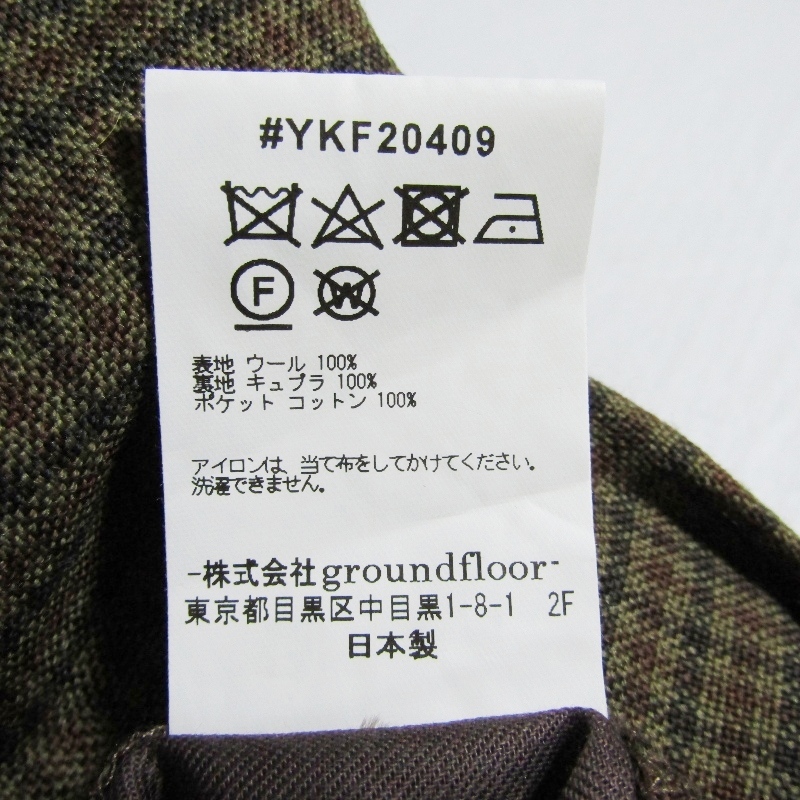 #YKF20409
F W
表地 ウール 100%
裏地 キュプラ 100%
ポケット コットン 100%
アイロンは、当て布をしてかけてください。
洗濯できません。
-株式会社groundfloor-
東京都目黒区中目黒1-8-1 2F
日本製